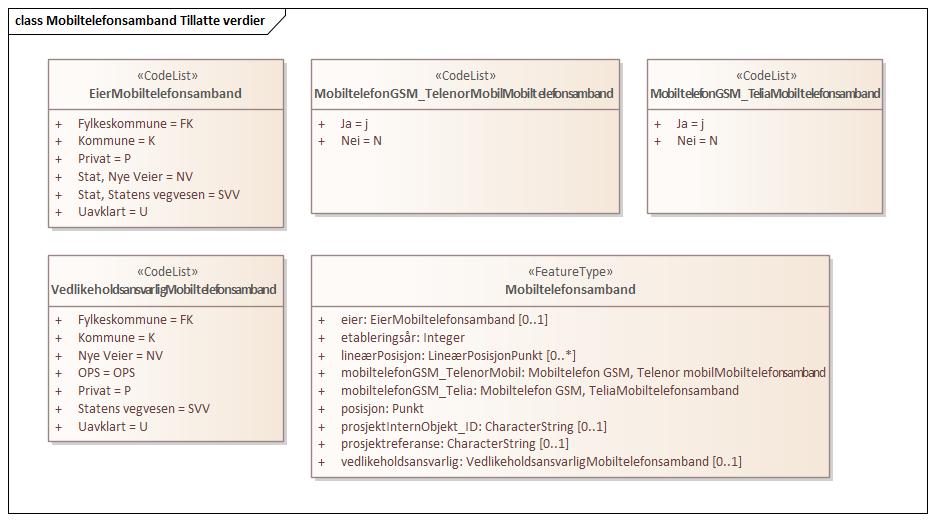 class Mobiltelefonsamband Tillatte verdier
«CodeList»
EierMobiltelefonsamband
+ Fylkeskommune = FK
+ Kommune = K
+ Privat = P
+ Stat, Nye Veier = NV
+ Stat, Statens vegvesen = SVV
+ Uavklart = U
«CodeList»
MobiltelefonGSM_TelenorMobilMobiltelefonsamband
+ Ja = j
+ Nei = N
«CodeList»
MobiltelefonGSM_TeliaMobiltelefonsamband
+ Ja = j
+ Nei = N
«CodeList»
VedlikeholdsansvarligMobiltelefonsamband
+ Fylkeskommune = FK
+ Kommune = K
+ Nye Veier = NV
+ OPS = OPS
+ Privat = P
+ Statens vegvesen = SVV
+ Uavklart = U
«FeatureType»
Mobiltelefonsamband
+ eier: EierMobiltelefonsamband [0..1]
+ etableringsår: Integer
+ lineærPosisjon: LineærPosisjonPunkt [0..*]
+ mobiltelefonGSM_TelenorMobil: Mobiltelefon GSM, Telenor mobilMobiltelefonsamband
+ mobiltelefonGSM_Telia: Mobiltelefon GSM, TeliaMobiltelefonsamband
+ posisjon: Punkt
+ prosjektInternObjekt_ID: CharacterString [0..1]
+ prosjektreferanse: CharacterString [0..1]
+ vedlikeholdsansvarlig: VedlikeholdsansvarligMobiltelefonsamband [0..1]